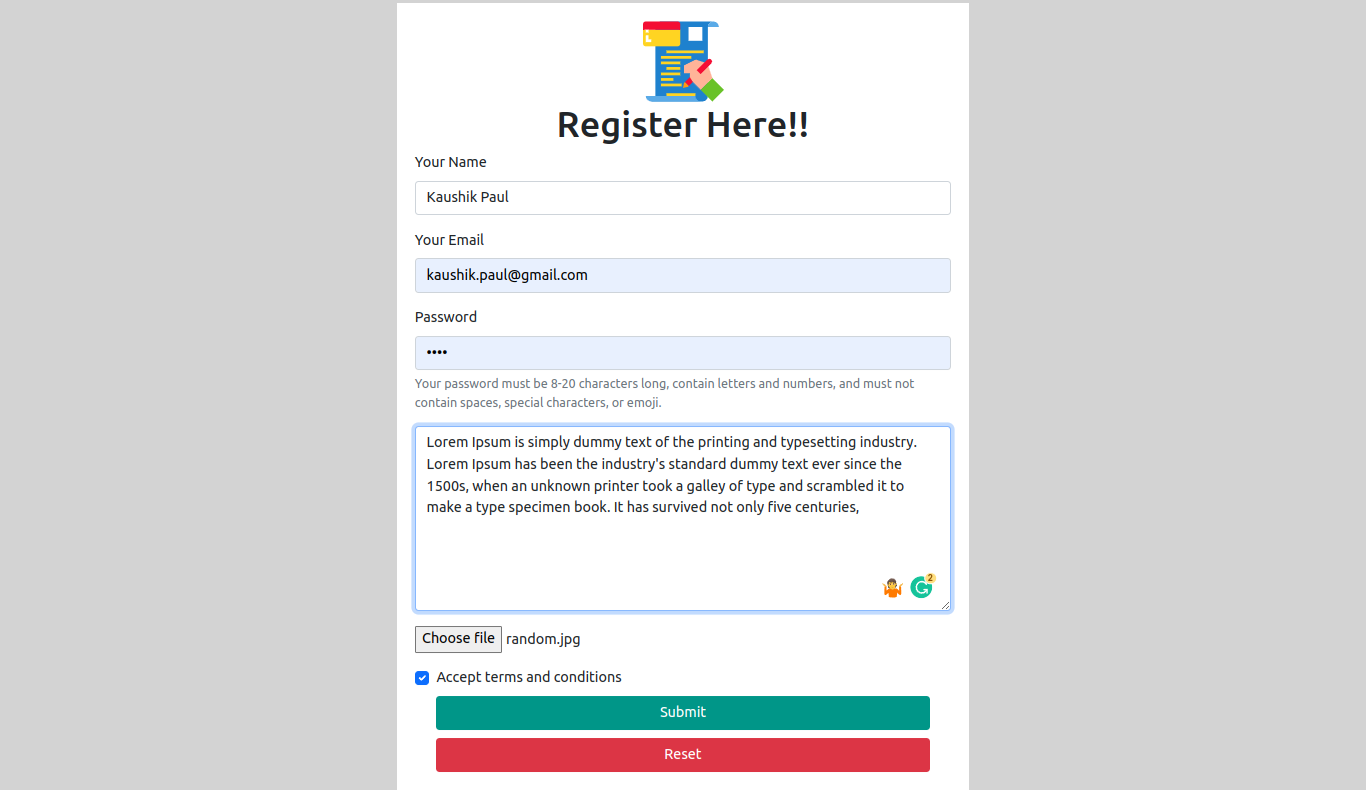 Register Here!!
Your Name
Kaushik Paul
Your Email
kaushik.paul@gmail.com
Password
••••
Your password must be 8-20 characters long, contain letters and numbers, and must not
contain spaces, special characters, or emoji.
Lorem Ipsum is simply dummy text of the printing and typesetting industry.
Lorem Ipsum has been the industry's standard dummy text ever since the
1500s, when an unknown printer took a galley of type and scrambled it to
make a type specimen book. It has survived not only five centuries,
2
Choose file random.jpg
Accept terms and conditions
Submit
Reset